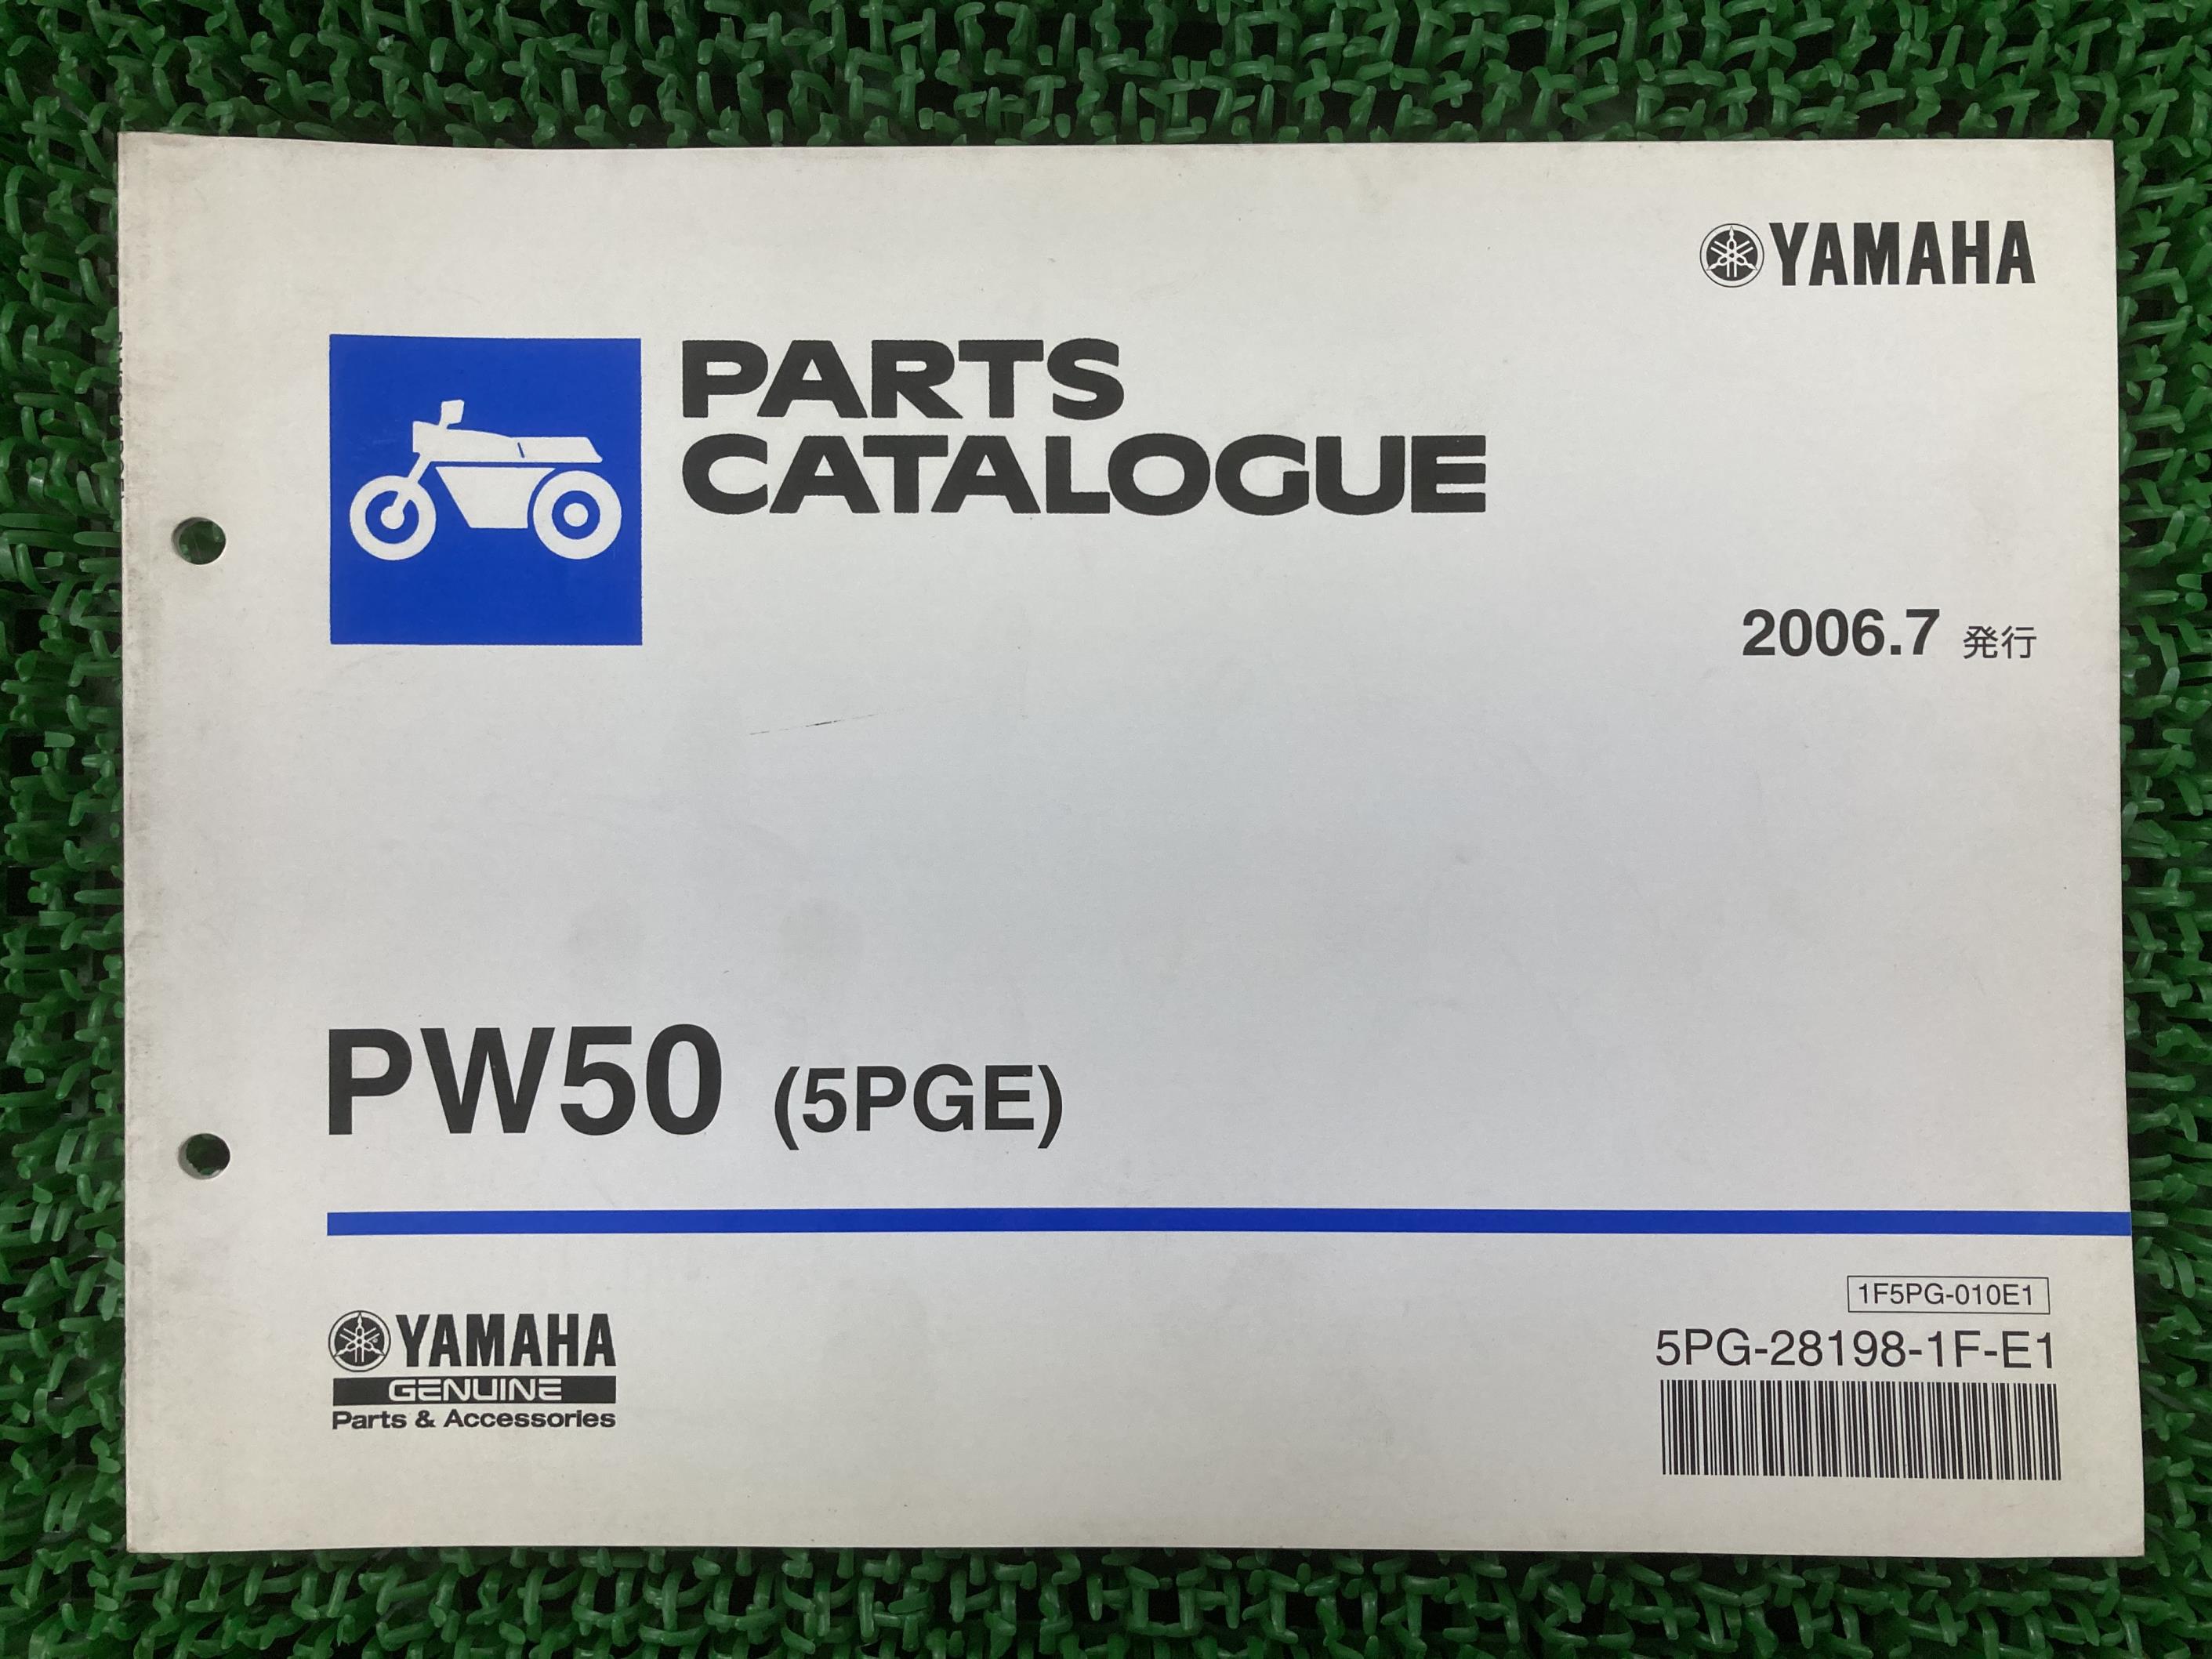 YAMAHA
PARTS
CATALOGUE
2006.7 発行
PW50 (5PGE)
1F5PG-010E1
5PG-28198-1F-E1
YAMAHA
GENUINE
Parts & Accessories